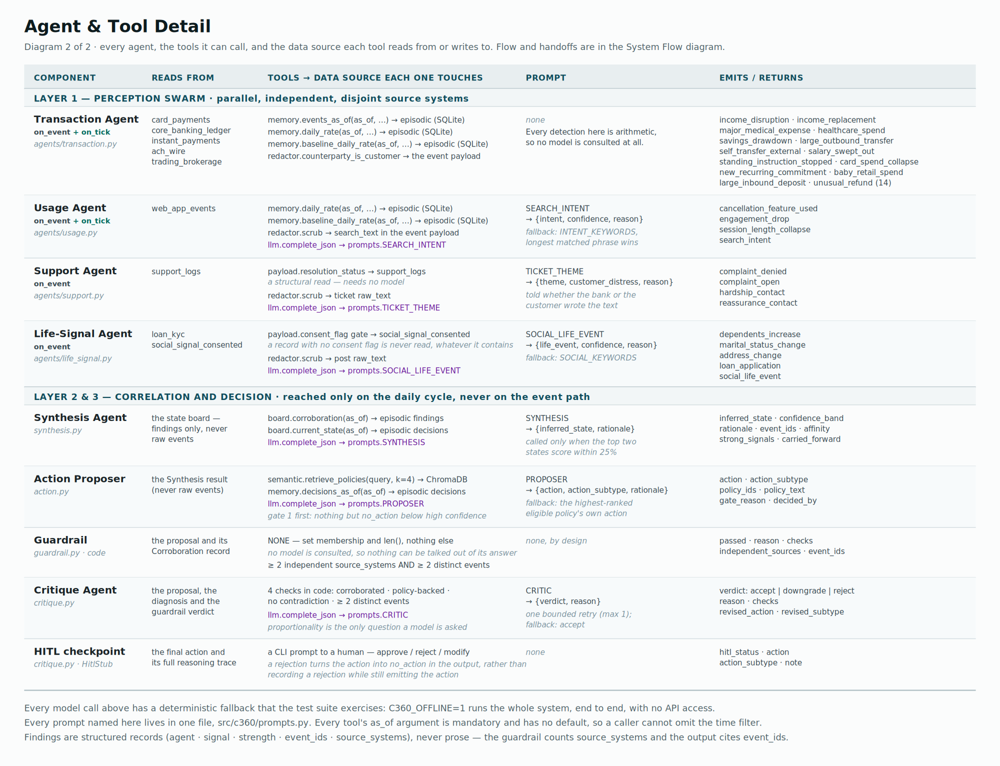 Agent & Tool Detail
Diagram 2 of 2 · every agent, the tools it can call, and the data source each tool reads from or writes to. Flow and handoffs are in the System Flow diagram.
COMPONENT READS FROM TOOLS → DATA SOURCE EACH ONE TOUCHES PROMPT EMITS / RETURNS
LAYER 1 — PERCEPTION SWARM · parallel, independent, disjoint source systems
Transaction Agent
on_event + on_tick
agents/transaction.py
card_payments
core_banking_ledger
instant_payments
ach_wire
trading_brokerage
memory.events_as_of(as_of, …) → episodic (SQLite)
memory.daily_rate(as_of, …) → episodic (SQLite)
memory.baseline_daily_rate(as_of, …) → episodic (SQLite)
redactor.counterparty_is_customer → the event payload
none
Every detection here is arithmetic,
so no model is consulted at all.
income_disruption · income_replacement
major_medical_expense · healthcare_spend
savings_drawdown · large_outbound_transfer
self_transfer_external · salary_swept_out
standing_instruction_stopped · card_spend_collapse
new_recurring_commitment · baby_retail_spend
large_inbound_deposit · unusual_refund (14)
Usage Agent
on_event + on_tick
agents/usage.py
web_app_events
memory.daily_rate(as_of, …) → episodic (SQLite)
memory.baseline_daily_rate(as_of, …) → episodic (SQLite)
redactor.scrub → search_text in the event payload
llm.complete_json → prompts.SEARCH_INTENT
SEARCH_INTENT
→ {intent, confidence, reason}
fallback: INTENT_KEYWORDS,
longest matched phrase wins
cancellation_feature_used
engagement_drop
session_length_collapse
search_intent
Support Agent
on_event
agents/support.py
support_logs
payload.resolution_status → support_logs
a structural read — needs no model
redactor.scrub → ticket raw_text
llm.complete_json → prompts.TICKET_THEME
TICKET_THEME
→ {theme, customer_distress, reason}
told whether the bank or the
customer wrote the text
complaint_denied
complaint_open
hardship_contact
reassurance_contact
Life-Signal Agent
on_event
agents/life_signal.py
loan_kyc
social_signal_consented
payload.consent_flag gate → social_signal_consented
a record with no consent flag is never read, whatever it contains
redactor.scrub → post raw_text
llm.complete_json → prompts.SOCIAL_LIFE_EVENT
SOCIAL_LIFE_EVENT
→ {life_event, confidence, reason}
fallback: SOCIAL_KEYWORDS
dependents_increase
marital_status_change
address_change
loan_application
social_life_event
LAYER 2 & 3 — CORRELATION AND DECISION · reached only on the daily cycle, never on the event path
Synthesis Agent
synthesis.py
the state board —
findings only, never
raw events
board.corroboration(as_of) → episodic findings
board.current_state(as_of) → episodic decisions
llm.complete_json → prompts.SYNTHESIS
SYNTHESIS
→ {inferred_state, rationale}
called only when the top two
states score within 25%
inferred_state · confidence_band
rationale · event_ids · affinity
strong_signals · carried_forward
Action Proposer
action.py
the Synthesis result
(never raw events)
semantic.retrieve_policies(query, k=4) → ChromaDB
memory.decisions_as_of(as_of) → episodic decisions
llm.complete_json → prompts.PROPOSER
gate 1 first: nothing but no_action below high confidence
PROPOSER
→ {action, action_subtype, rationale}
fallback: the highest-ranked
eligible policy's own action
action · action_subtype
policy_ids · policy_text
gate_reason · decided_by
Guardrail
guardrail.py · code
the proposal and its
Corroboration record
NONE — set membership and len(), nothing else
no model is consulted, so nothing can be talked out of its answer
≥ 2 independent source_systems AND ≥ 2 distinct events
none, by design
passed · reason · checks
independent_sources · event_ids
Critique Agent
critique.py
the proposal, the
diagnosis and the
guardrail verdict
4 checks in code: corroborated · policy-backed ·
no contradiction · ≥ 2 distinct events
llm.complete_json → prompts.CRITIC
proportionality is the only question a model is asked
CRITIC
→ {verdict, reason}
one bounded retry (max 1);
fallback: accept
verdict: accept | downgrade | reject
reason · checks
revised_action · revised_subtype
HITL checkpoint
critique.py · HitlStub
the final action and
its full reasoning trace
a CLI prompt to a human — approve / reject / modify
a rejection turns the action into no_action in the output, rather than
recording a rejection while still emitting the action
none
hitl_status · action
action_subtype · note
Every model call above has a deterministic fallback that the test suite exercises: C360_OFFLINE=1 runs the whole system, end to end, with no API access.
Every prompt named here lives in one file, src/c360/prompts.py. Every tool's as_of argument is mandatory and has no default, so a caller cannot omit the time filter.
Findings are structured records (agent · signal · strength · event_ids · source_systems), never prose — the guardrail counts source_systems and the output cites event_ids.